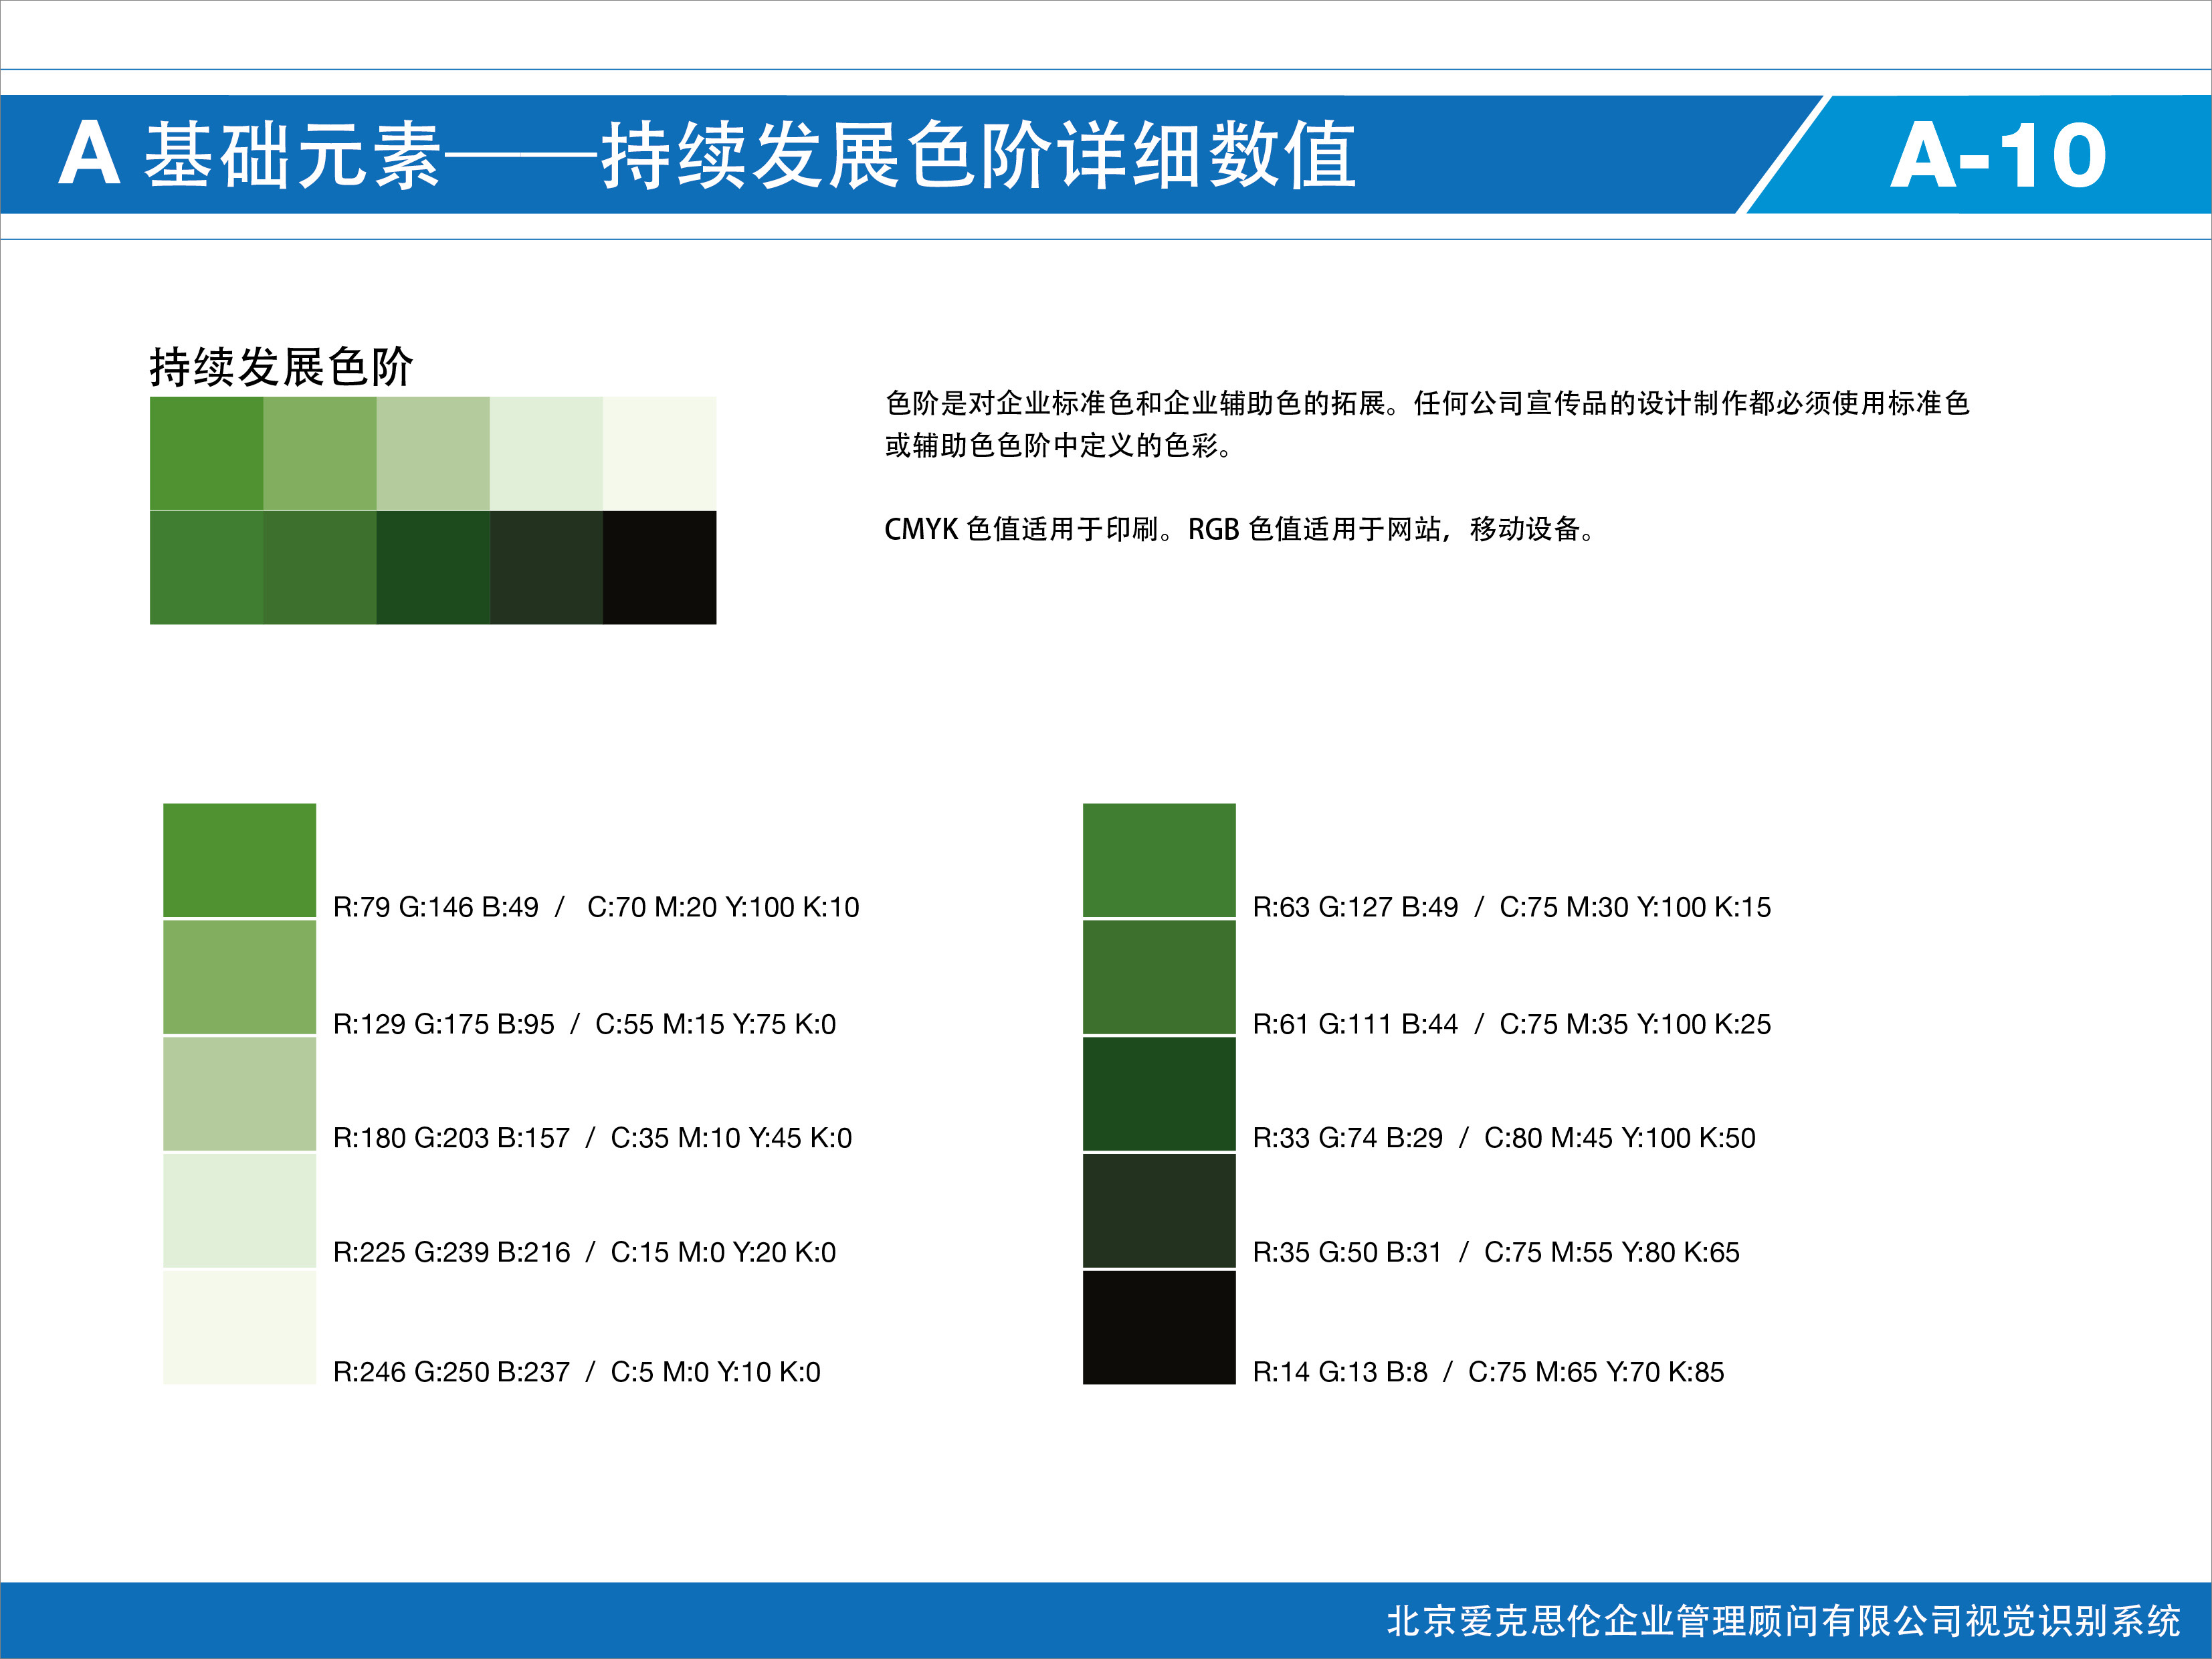 A 基础元素——持续发展色阶详细数值
A-10
持续发展色阶
色阶是对企业标准色和企业辅助色的拓展。任何公司宣传品的设计制作都必须使用标准色
或辅助色色阶中定义的色彩。
CMYK 色值适用于印刷。RGB 色值适用于网站，移动设备。
R:79 G:146 B:49 / C:70 M:20 Y:100 K:10
R:129 G:175 B:95 / C:55 M:15 Y:75 K:0
R:180 G:203 B:157 / C:35 M:10 Y:45 K:0
R:225 G:239 B:216 / C:15 M:0 Y:20 K:0
R:246 G:250 B:237 / C:5 M:0 Y:10 K:0
R:63 G:127 B:49 / C:75 M:30 Y:100 K:15
R:61 G:111 B:44 / C:75 M:35 Y:100 K:25
R:33 G:74 B:29 / C:80 M:45 Y:100 K:50
R:35 G:50 B:31 / C:75 M:55 Y:80 K:65
R:14 G:13 B:8 / C:75 M:65 Y:70 K:85
北京爱克思伦企业管理顾问有限公司视觉识别系统